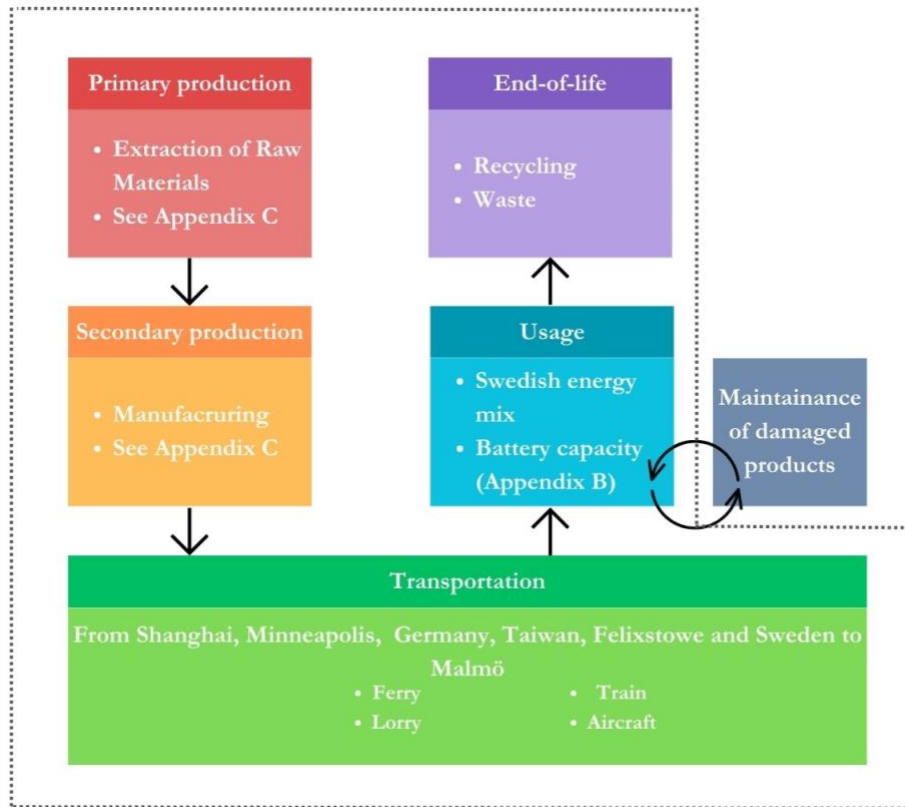 Primary production
• Extraction of Raw
Materials
• See Appendix C
Secondary production
• Manufacruring
• See Appendix C
End-of-life
• Recycling
• Waste
Usage
• Swedish energy
mix
• Battery capacity
(Appendix B)
Maintainance
of damaged
products
Transportation
From Shanghai, Minneapolis, Germany, Taiwan, Felixstowe and Sweden to
Malmö
• Ferry
• Lorry
• Train
• Aircraft